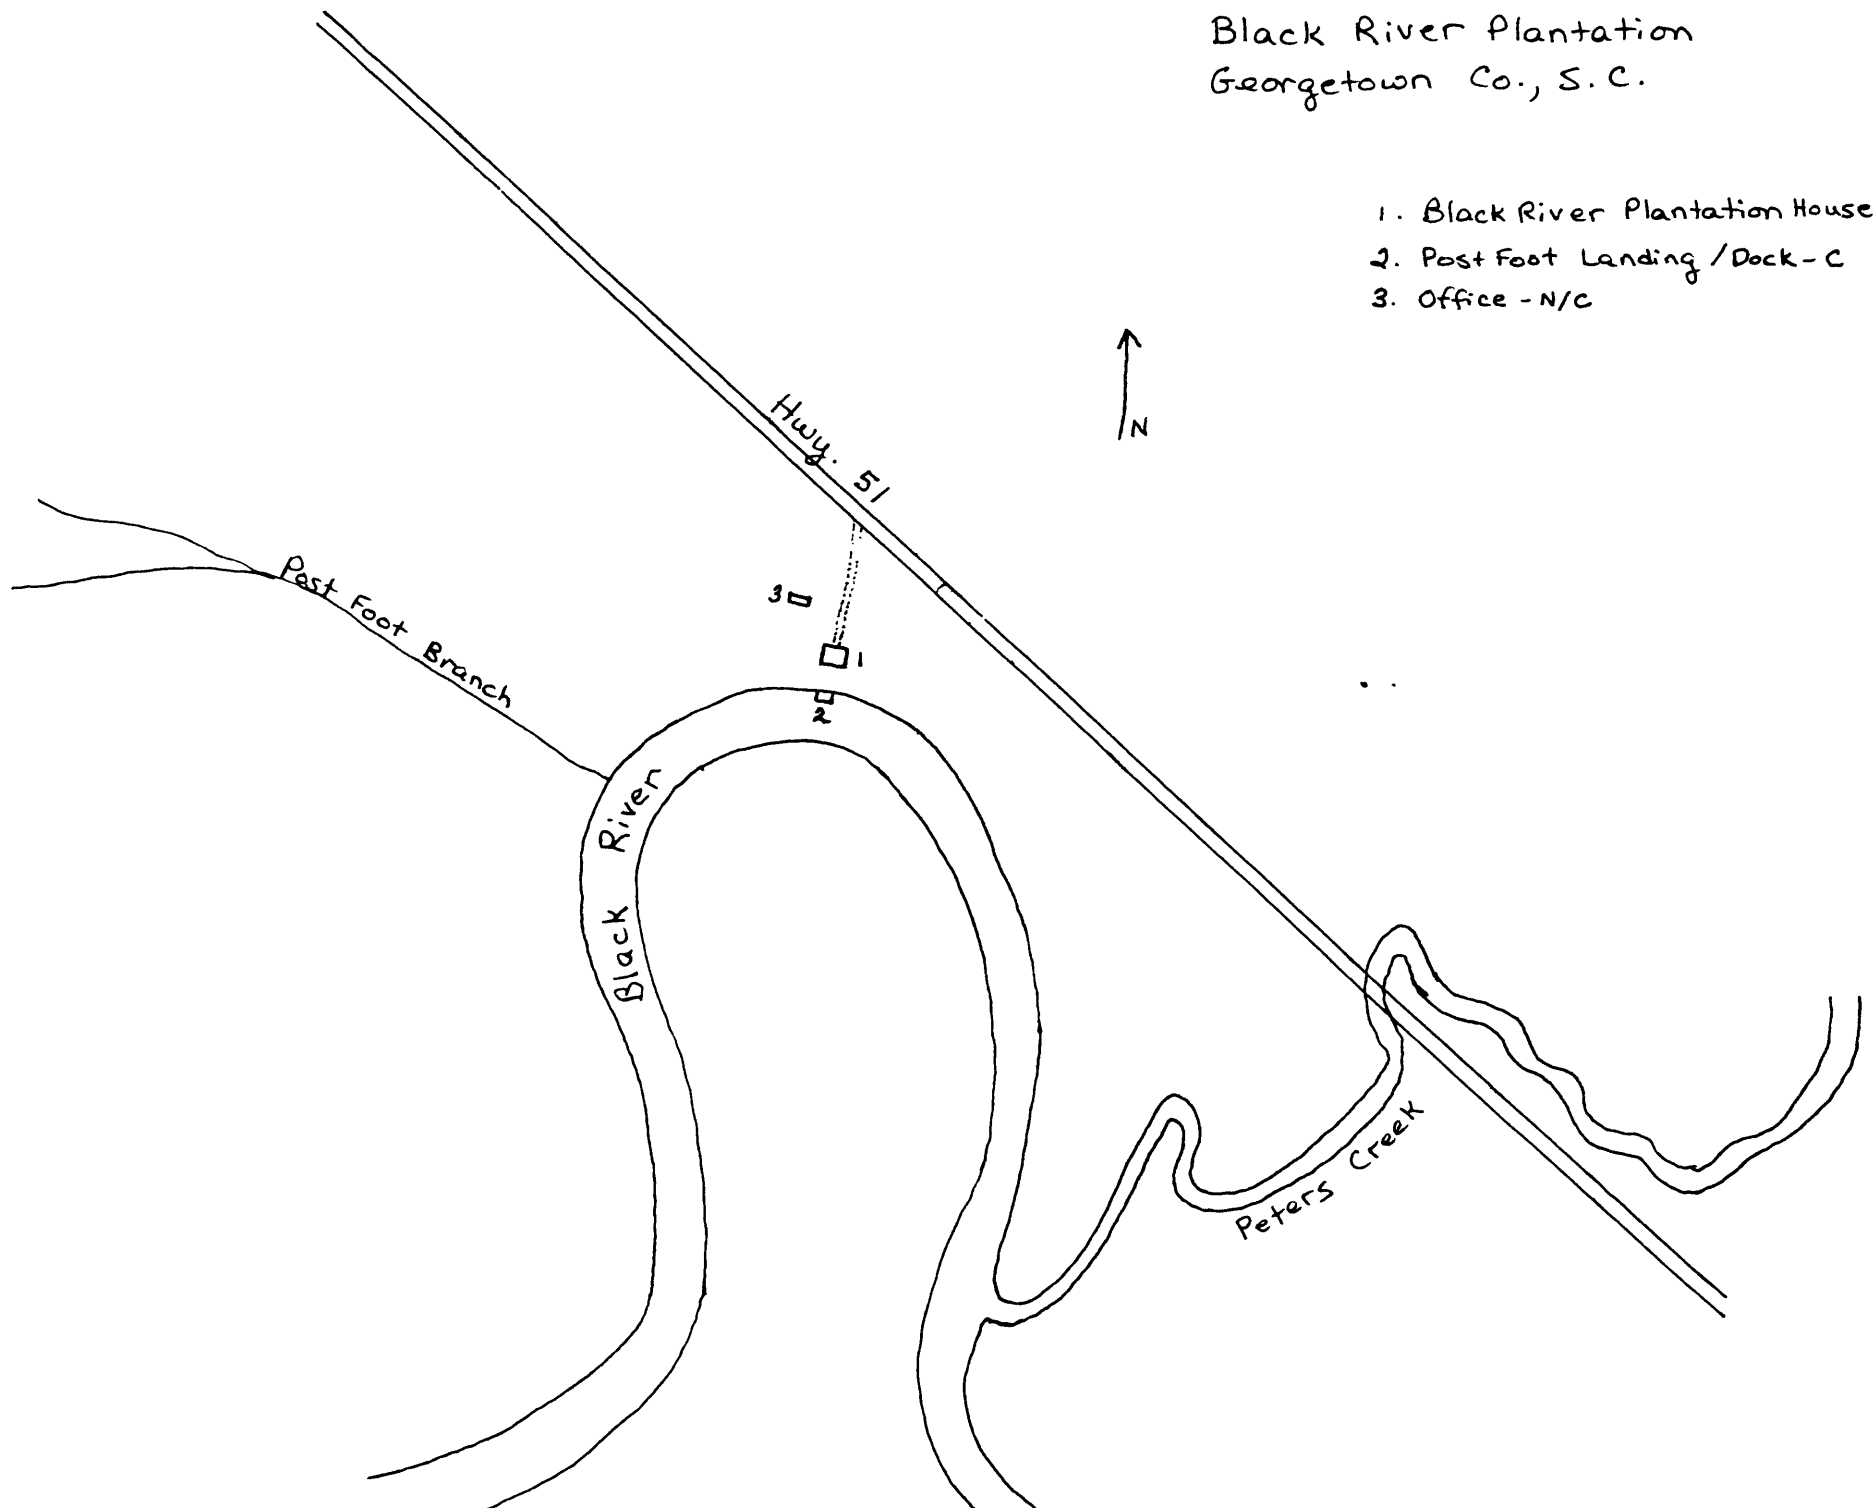 Black River Plantation
Georgetown Co., S.C.
1. Black River Plantation House
2. Post Foot Landing / Dock - C
3. Office - N/C
N
Hwy. 51
Post Foot Branch
3
1
2
Black River
Peters Creek